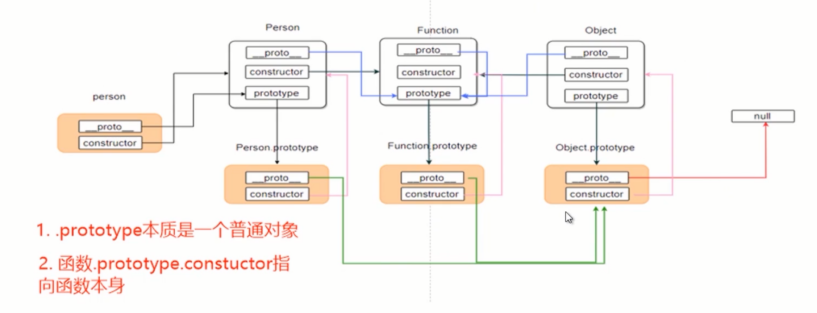 Person
Function
Object
__proto__
constructor
prototype
__proto__
constructor
prototype
__proto__
constructor
prototype
person
__proto__
constructor
null
Person.prototype
Function.prototype
Object.prototype
__proto__
constructor
__proto__
constructor
__proto__
constructor
1. .prototype本质是一个普通对象
2. 函数.prototype.constuctor指
向函数本身